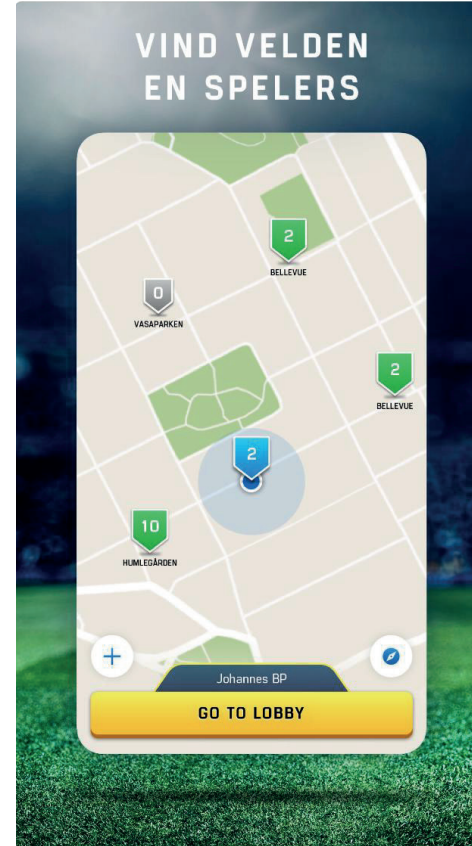 VIND VELDEN
EN SPELERS
2
BELLEVUE
0
VASAPARKEN
2
BELLEVUE
2
10
HUMLEGÅRDEN
Johannes BP
GO TO LOBBY